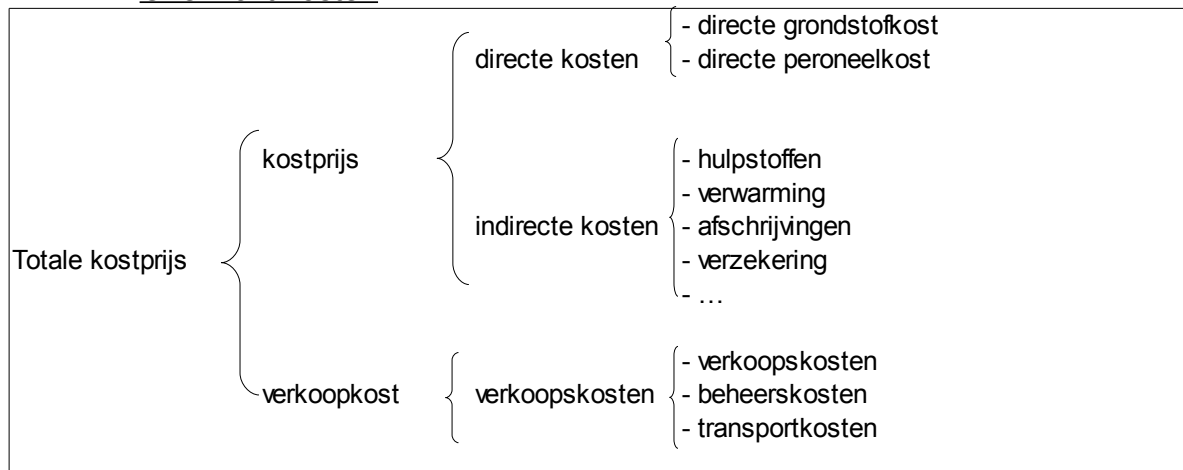 - directe grondstofkost
directe kosten
- directe peroneelkost
kostprijs
- hulpstoffen
- verwarming
indirecte kosten
- afschrijvingen
Totale kostprijs
- verzekering
- …
- verkoopskosten
verkoopkost
verkoopskosten
- beheerskosten
- transportkosten